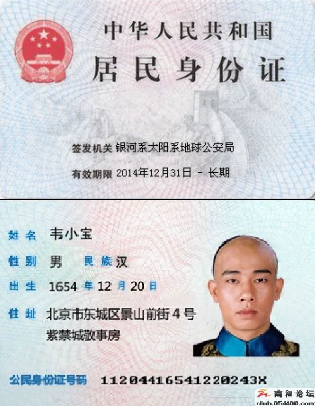 中华人民共和国
居民身份证
签发机关 银河系太阳系地球公安局
有效期限 2014年12月31日 - 长期
姓名 韦小宝
性别 男 民族 汉
出生 1654 年 12 月 20 日
住址 北京市东城区景山前街4号
紫禁城敬事房
公民身份证号码 11204416541220243X
南和论坛